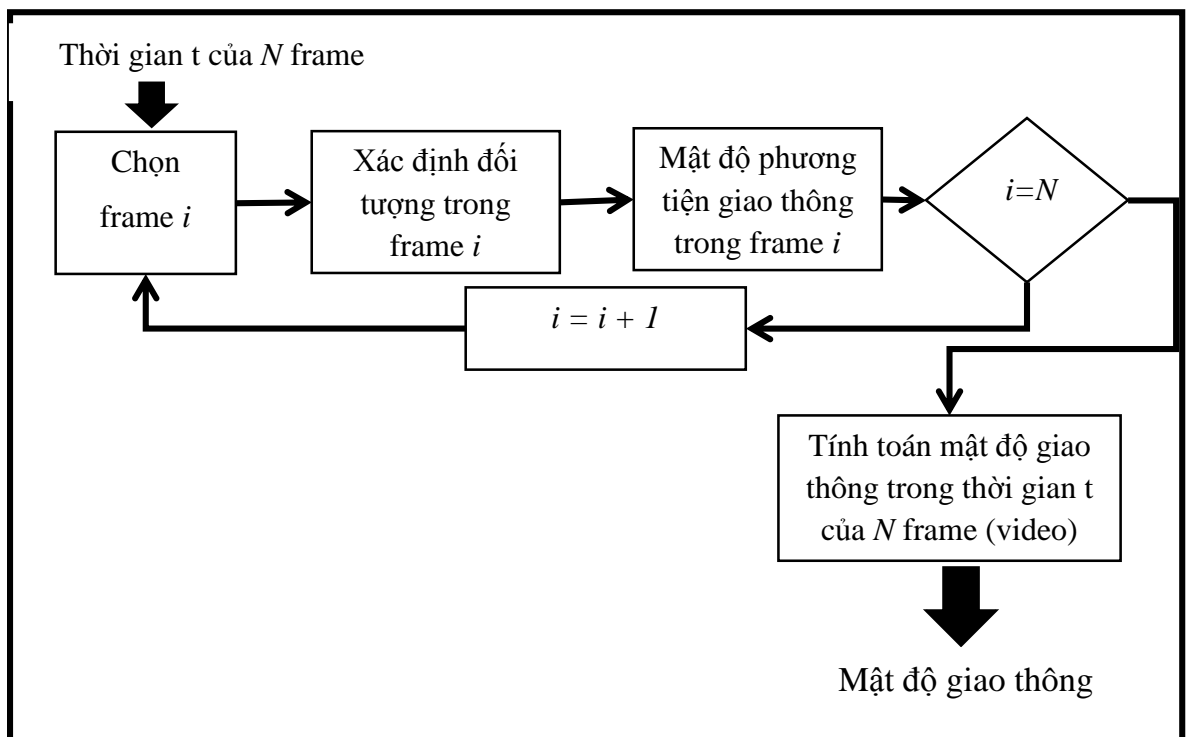 Thời gian t của N frame
Chọn
frame i
Xác định đối
tượng trong
frame i
Mật độ phương
tiện giao thông
trong frame i
i=N
i = i + 1
Tính toán mật độ giao
thông trong thời gian t
của N frame (video)
Mật độ giao thông